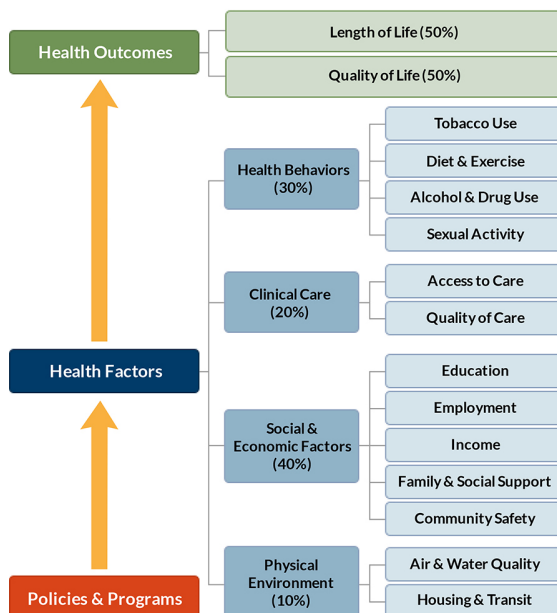 Health Outcomes
Length of Life (50%)
Quality of Life (50%)
Health Behaviors
(30%)
Tobacco Use
Diet & Exercise
Alcohol & Drug Use
Sexual Activity
Clinical Care
(20%)
Access to Care
Quality of Care
Health Factors
Social &
Economic Factors
(40%)
Education
Employment
Income
Family & Social Support
Community Safety
Physical
Environment
(10%)
Air & Water Quality
Housing & Transit
Policies & Programs